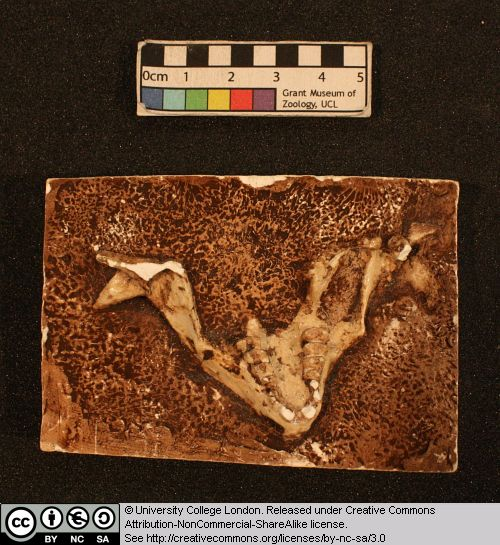 0cm 1 2 3 4 5
Grant Museum of
Zoology, UCL
cc BY NC SA
© University College London. Released under Creative Commons
Attribution-NonCommercial-ShareAlike license.
See http://creativecommons.org/licenses/by-nc-sa/3.0